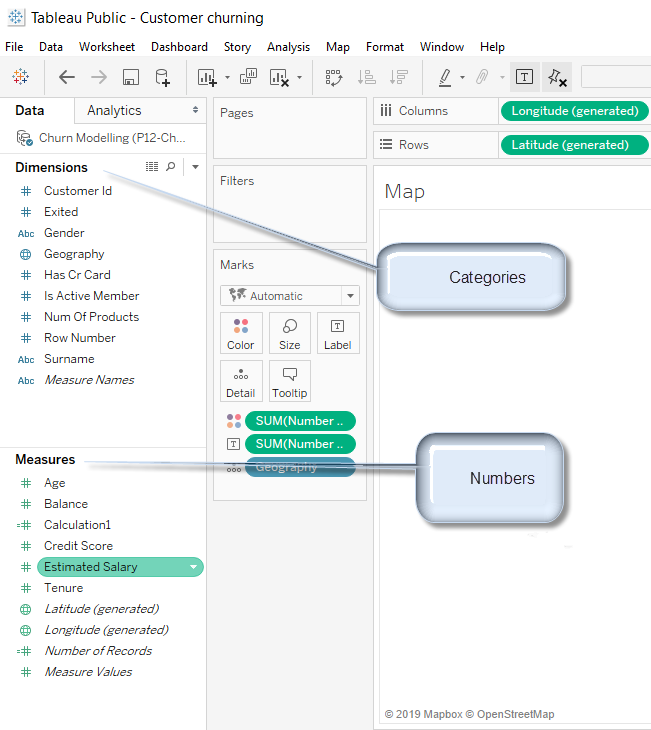 Tableau Public - Customer churning
File Data Worksheet Dashboard Story Analysis Map Format Window Help
Data Analytics
Churn Modelling (P12-Ch...
Dimensions
# Customer Id
# Exited
Abc Gender
Geography
# Has Cr Card
# Is Active Member
# Num Of Products
# Row Number
Abc Surname
Abc Measure Names
Measures
# Age
# Balance
=# Calculation1
# Credit Score
# Estimated Salary
# Tenure
Latitude (generated)
Longitude (generated)
=# Number of Records
# Measure Values
Pages
Filters
Marks
Automatic
Color Size Label
Detail Tooltip
SUM(Number ..
SUM(Number ..
Geography
Columns Longitude (generated)
Rows Latitude (generated)
Map
Categories
Numbers
© 2019 Mapbox © OpenStreetMap